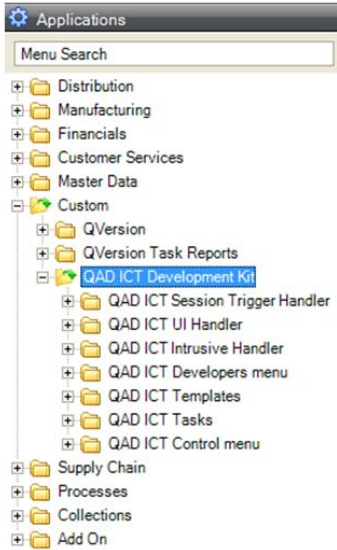 Applications
Menu Search
Distribution
Manufacturing
Financials
Customer Services
Master Data
Custom
QVersion
QVersion Task Reports
QAD ICT Development Kit
QAD ICT Session Trigger Handler
QAD ICT UI Handler
QAD ICT Intrusive Handler
QAD ICT Developers menu
QAD ICT Templates
QAD ICT Tasks
QAD ICT Control menu
Supply Chain
Processes
Collections
Add On